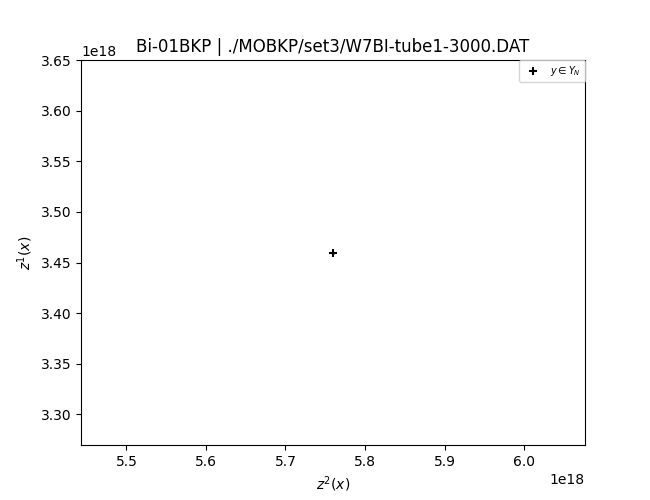 Bi-01BKP | ./MOBKP/set3/W7BI-tube1-3000.DAT
1e18
y ∈ Y_N
3.65
3.60
3.55
3.50
3.45
3.40
3.35
3.30
z¹(x)
5.5 5.6 5.7 5.8 5.9 6.0
1e18
z²(x)